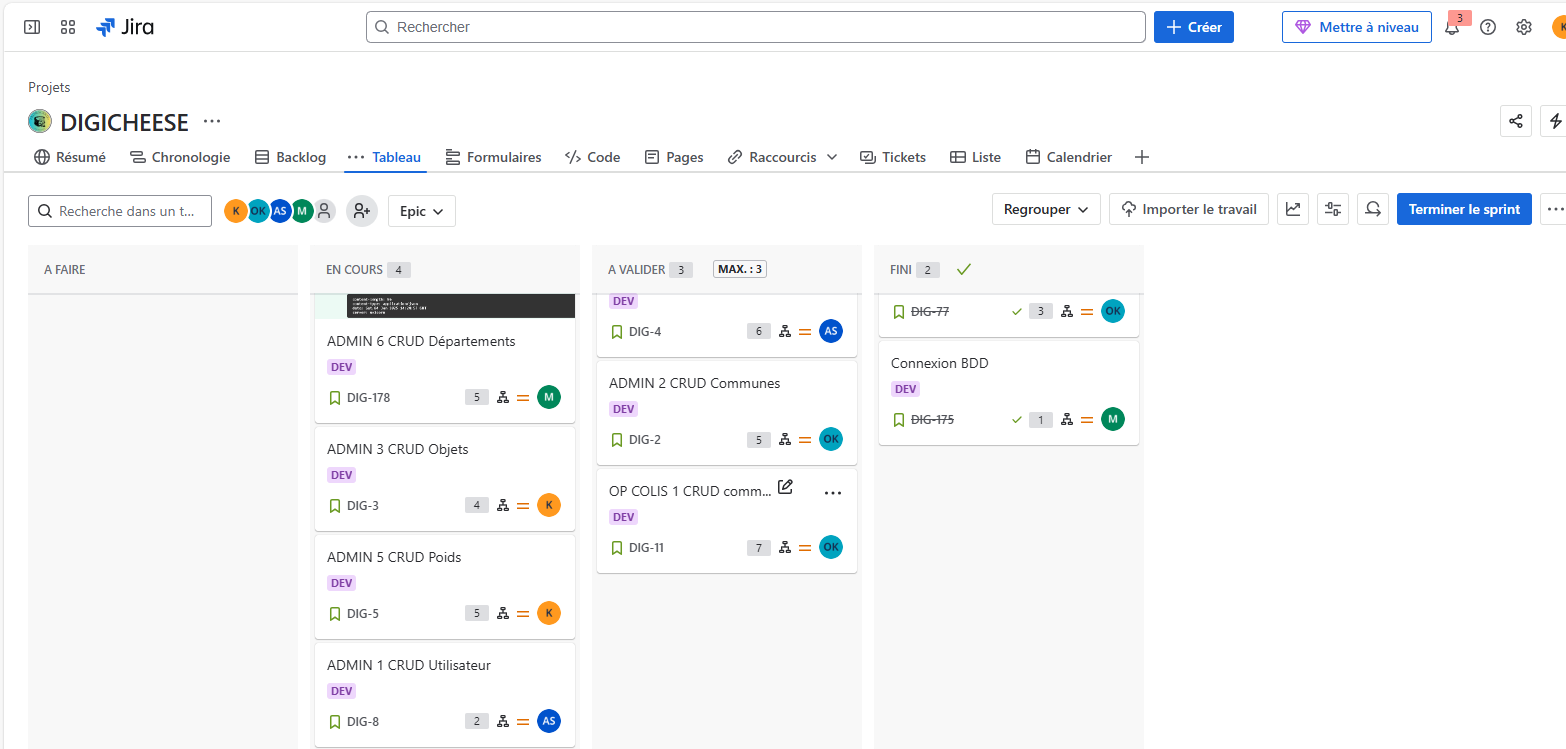 Jira
Rechercher
Créer
Mettre à niveau
3
K
Projets
DIGICHEESE
Résumé
Chronologie
Backlog
Tableau
Formulaires
Code
Pages
Raccourcis
Tickets
Liste
Calendrier
Recherche dans un t...
K
OK
AS
M
Epic
Regrouper
Importer le travail
Terminer le sprint
A FAIRE
EN COURS 4
ADMIN 6 CRUD Départements
DEV
DIG-178 5 M
ADMIN 3 CRUD Objets
DEV
DIG-3 4 K
ADMIN 5 CRUD Poids
DEV
DIG-5 5 K
ADMIN 1 CRUD Utilisateur
DEV
DIG-8 2 AS
A VALIDER 3 MAX. : 3
DEV
DIG-4 6 AS
ADMIN 2 CRUD Communes
DEV
DIG-2 5 OK
OP COLIS 1 CRUD comm...
DEV
DIG-11 7 OK
FINI 2
DIG-77 3 OK
Connexion BDD
DEV
DIG-175 1 M